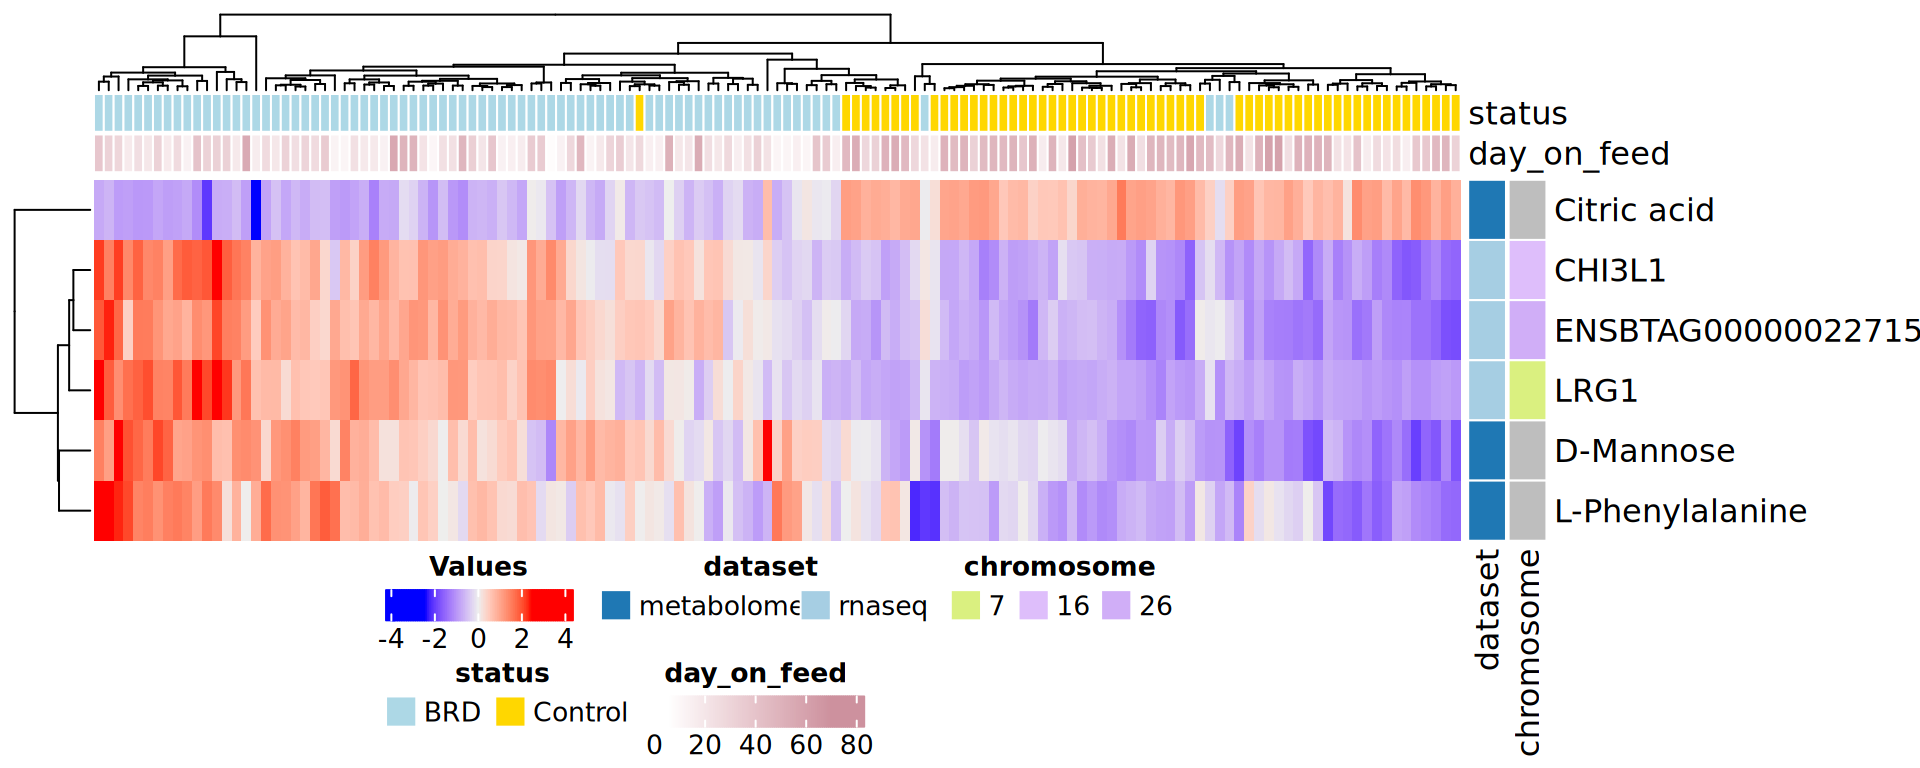 status
day_on_feed
Citric acid
CHI3L1
ENSBTAG00000022715
LRG1
D-Mannose
L-Phenylalanine
dataset
chromosome
Values
-4 -2 0 2 4
dataset
metabolome rnaseq
chromosome
7 16 26
status
BRD Control
day_on_feed
0 20 40 60 80